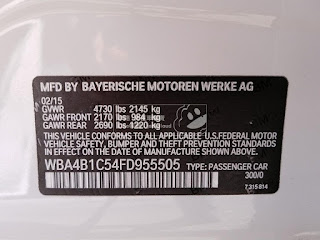 MFD BY BAYERISCHE MOTOREN WERKE AG
02/15
GVWR 4730 lbs 2145 kg
GAWR FRONT 2170 lbs 984 kg
GAWR REAR 2690 lbs 1220 kg
THIS VEHICLE CONFORMS TO ALL APPLICABLE U.S. FEDERAL MOTOR
VEHICLE SAFETY, BUMPER AND THEFT PREVENTION STANDARDS
IN EFFECT ON THE DATE OF MANUFACTURE SHOWN ABOVE.
WBA4B1C54FD955505 TYPE: PASSENGER CAR
300/0
7 315 814